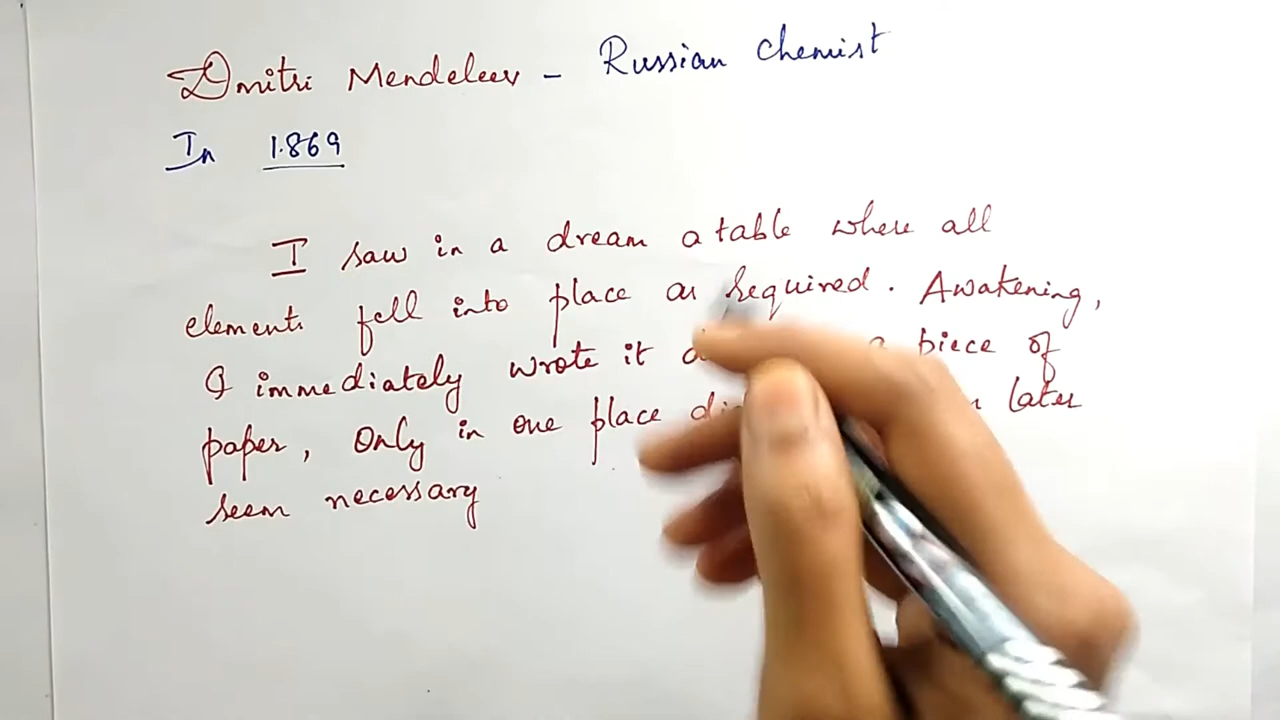 Dmitri Mendeleev - Russian Chemist
In 1869
I saw in a dream a table where all
elements fell into place as required. Awakening,
I immediately wrote it a piece of
paper, Only in one place later
seem necessary